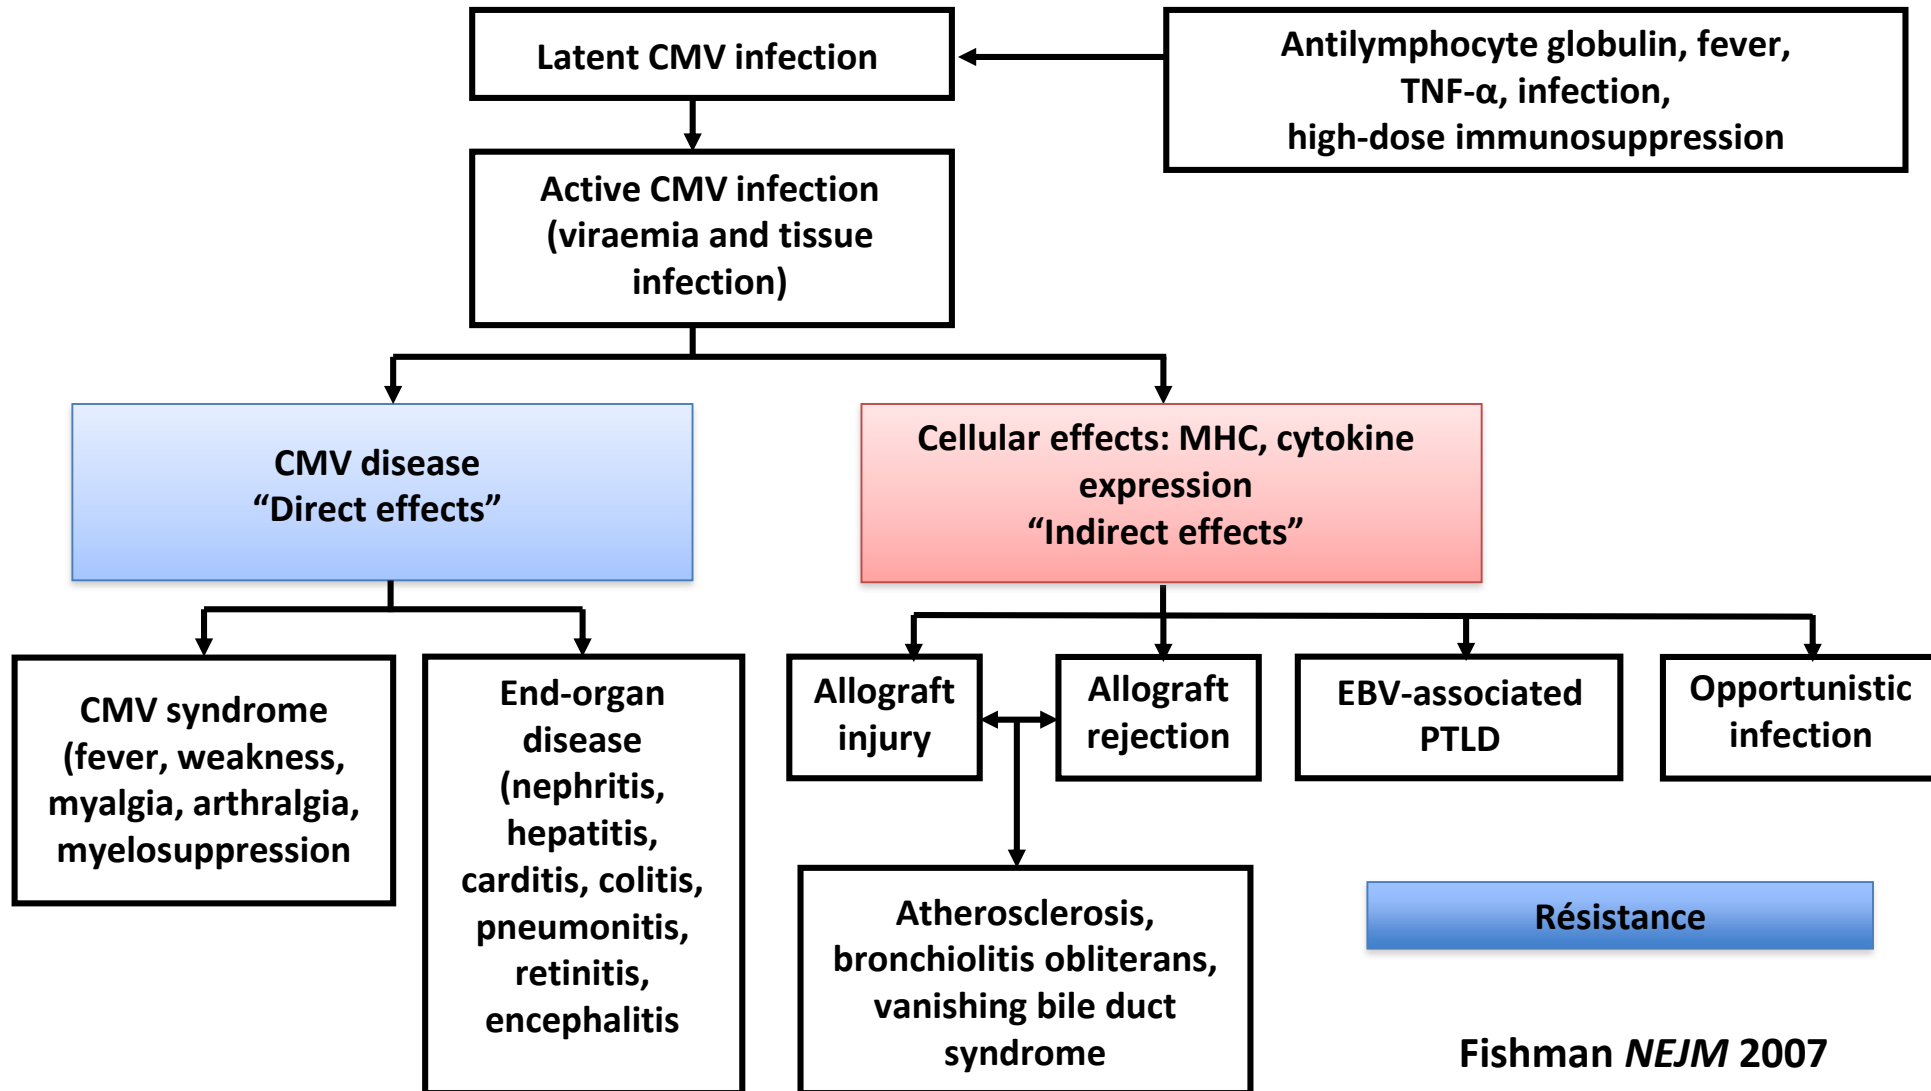 Latent CMV infection
Antilymphocyte globulin, fever,
TNF-α, infection,
high-dose immunosuppression
Active CMV infection
(viraemia and tissue
infection)
CMV disease
“Direct effects”
Cellular effects: MHC, cytokine
expression
“Indirect effects”
CMV syndrome
(fever, weakness,
myalgia, arthralgia,
myelosuppression
End-organ
disease
(nephritis,
hepatitis,
carditis, colitis,
pneumonitis,
retinitis,
encephalitis
Allograft
injury
Allograft
rejection
EBV-associated
PTLD
Opportunistic
infection
Atherosclerosis,
bronchiolitis obliterans,
vanishing bile duct
syndrome
Résistance
Fishman NEJM 2007